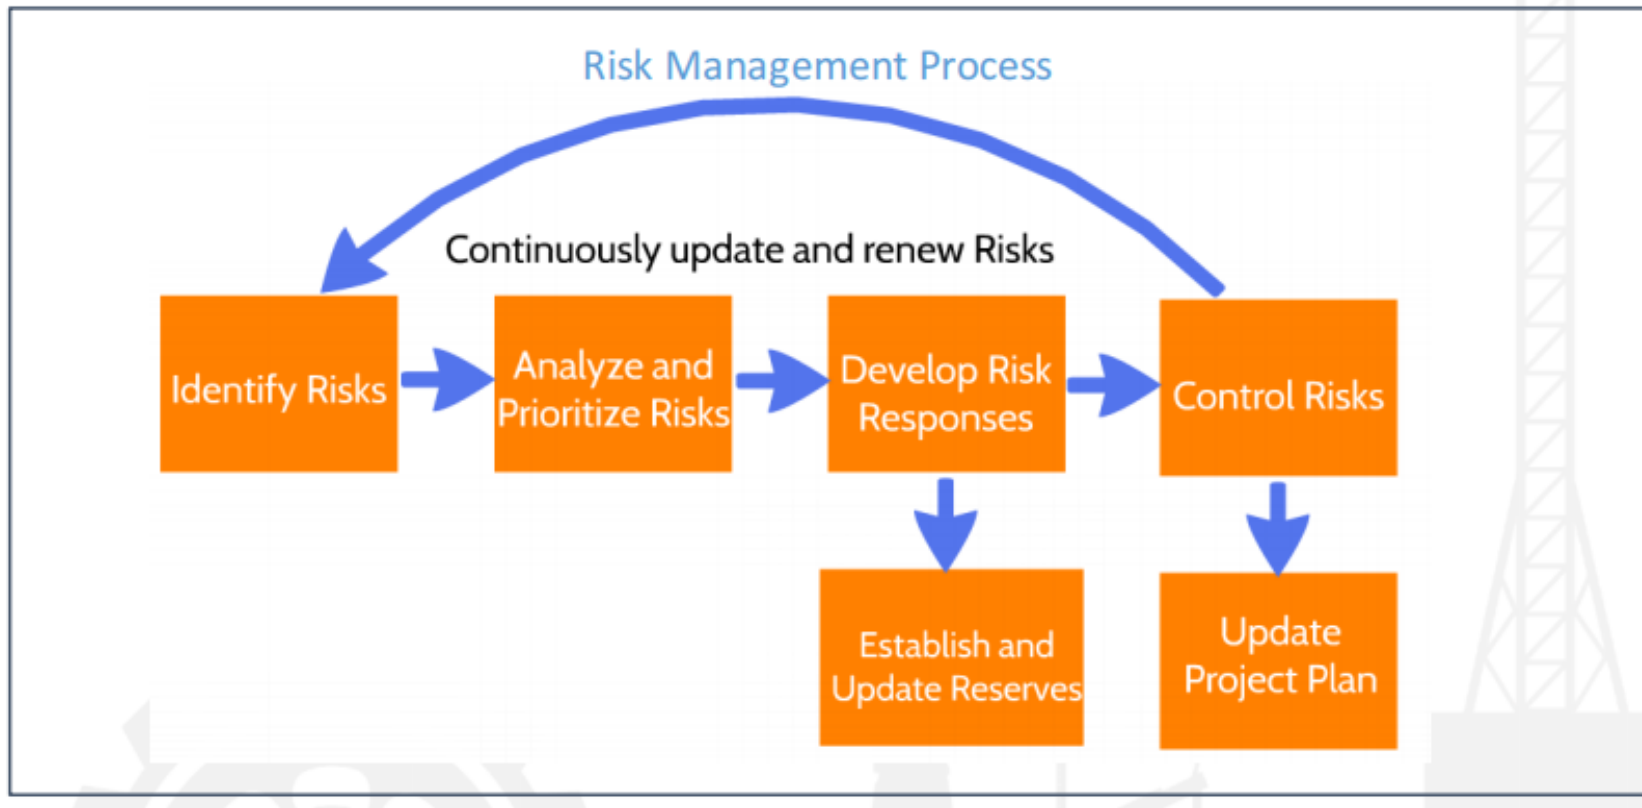 Risk Management Process
Continuously update and renew Risks
Identify Risks
Analyze and
Prioritize Risks
Develop Risk
Responses
Control Risks
Establish and
Update Reserves
Update
Project Plan